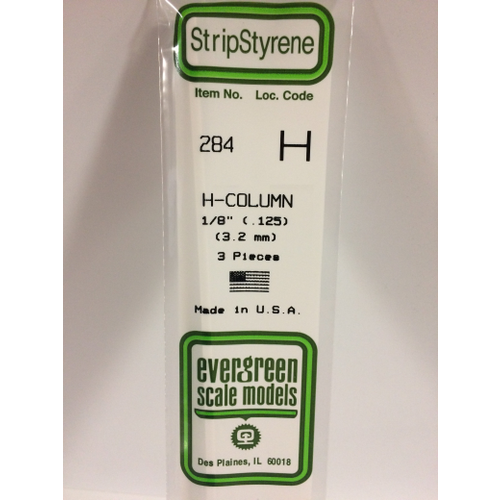 StripStyrene
Item No. Loc. Code
284 H
H-COLUMN
1/8" (.125)
(3.2 mm)
3 Pieces
Made in U.S.A.
evergreen
scale models
Des Plaines, IL 60018